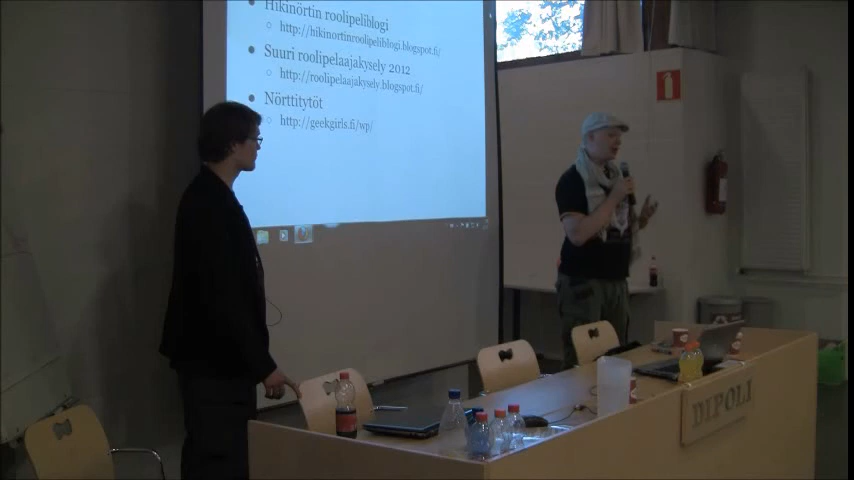 Hikinörtin roolipeliblogi
http://hikinortinroolipeliblogi.blogspot.fi/
Suuri roolipelaajakysely 2012
http://roolipelaajakysely.blogspot.fi/
Nörttitytöt
http://geekgirls.fi/wp/
DIPOLI